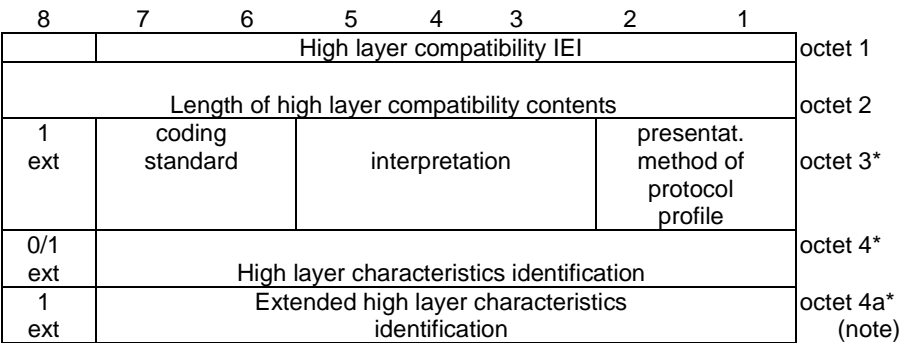 8 7 6 5 4 3 2 1
High layer compatibility IEI octet 1
Length of high layer compatibility contents octet 2
1 coding presentat.
ext standard interpretation method of octet 3*
protocol
profile
0/1 octet 4*
ext High layer characteristics identification
1 Extended high layer characteristics octet 4a*
ext identification (note)